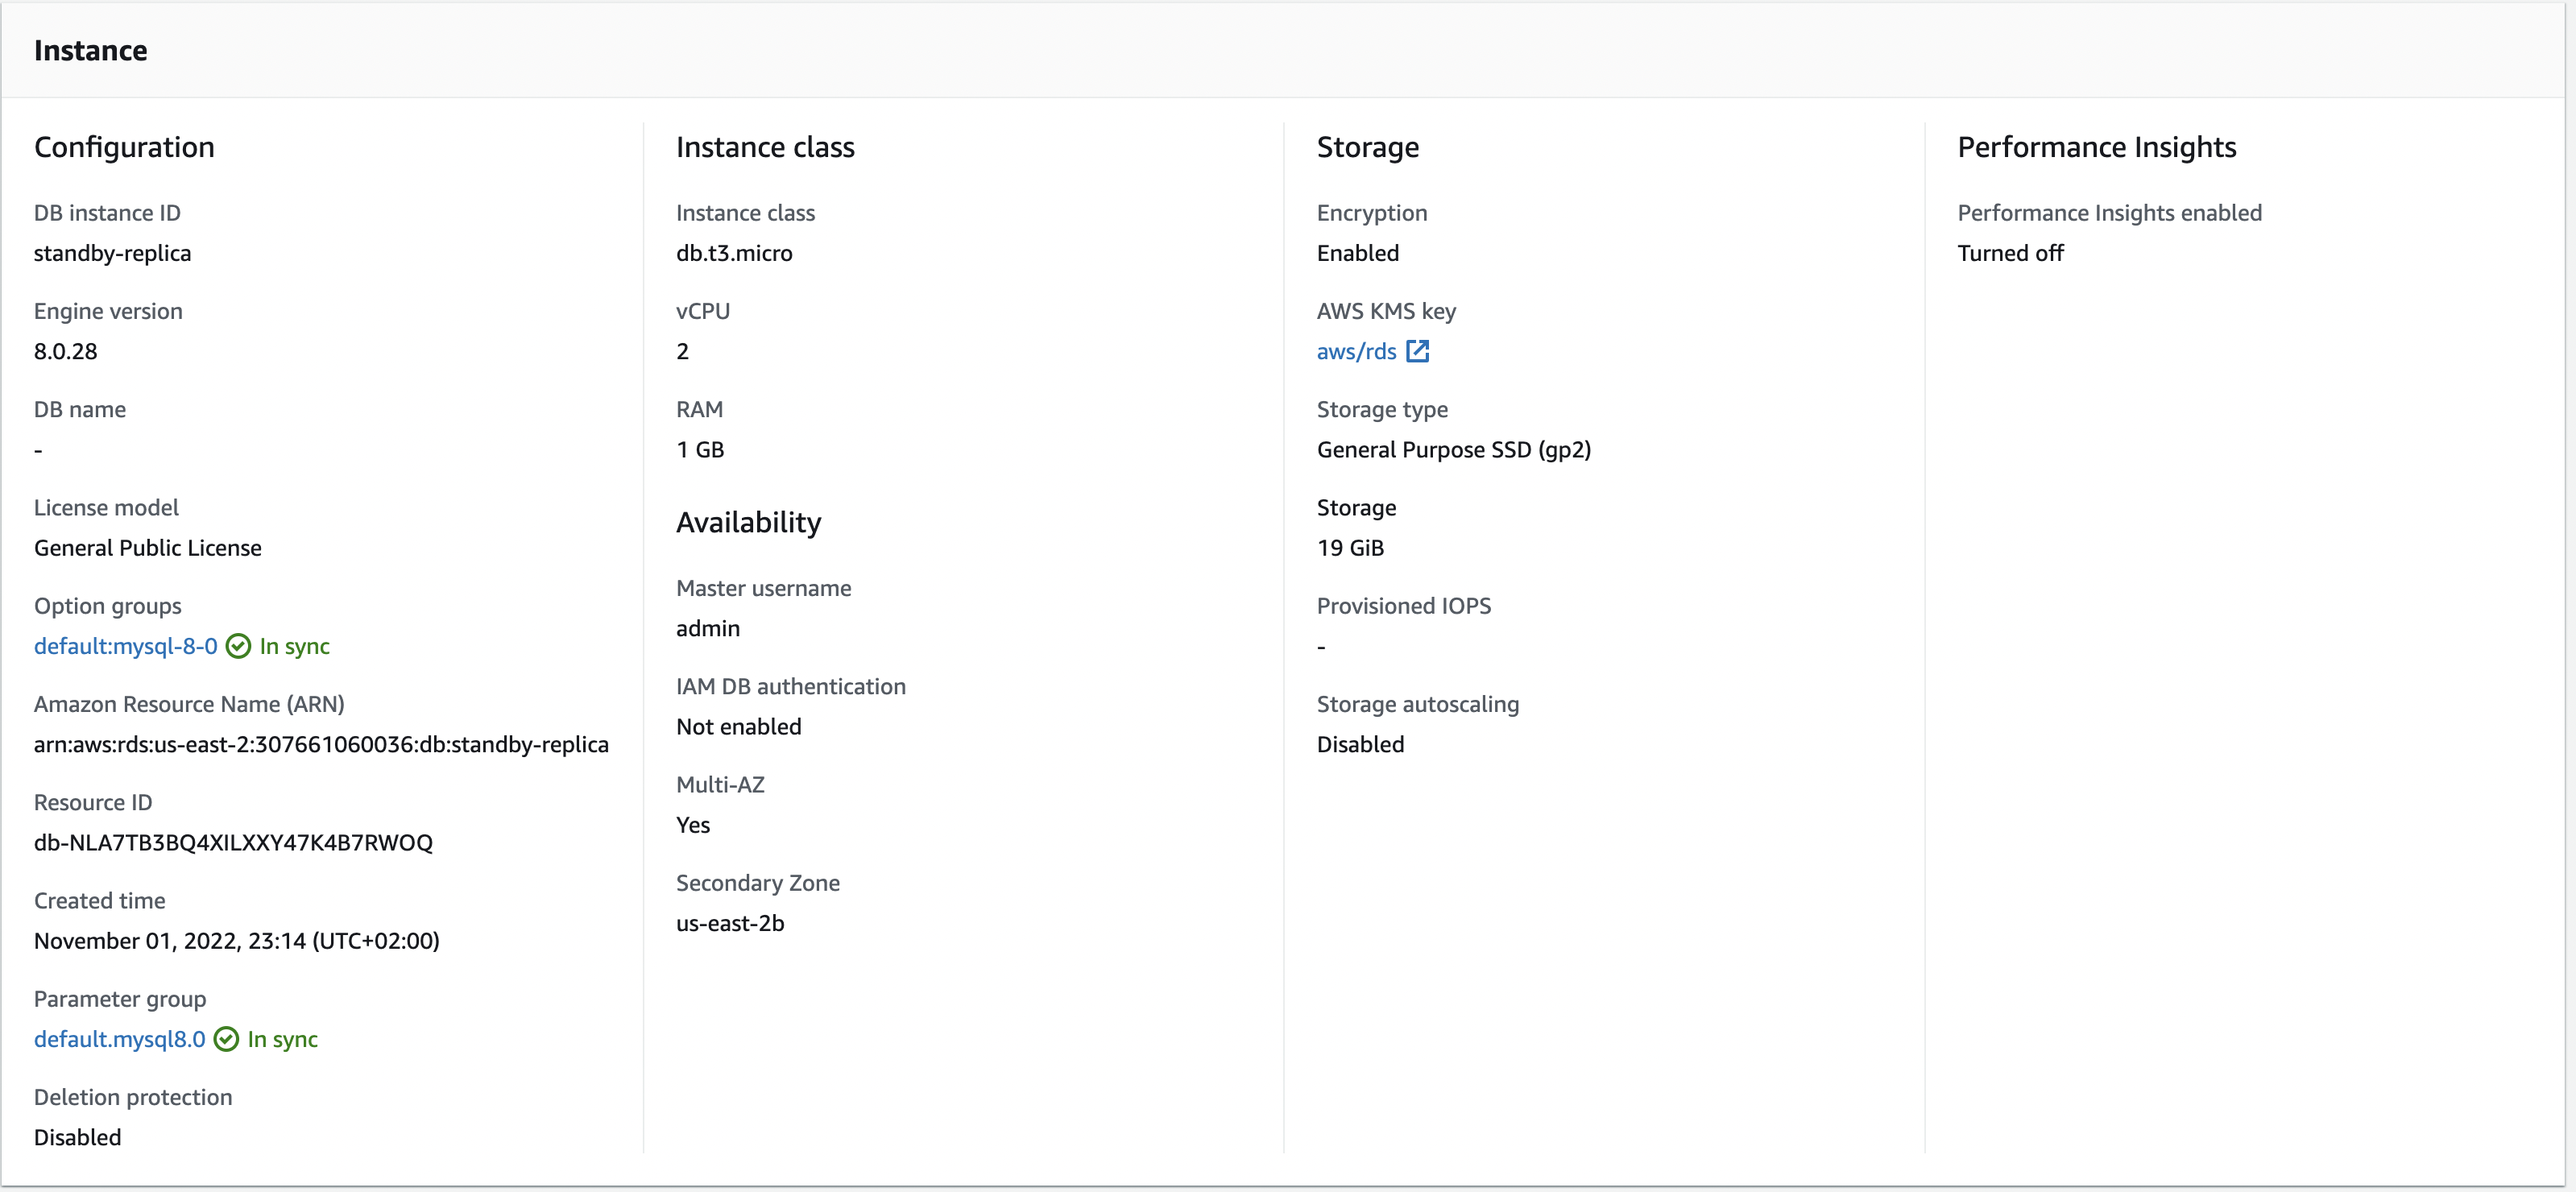 Instance
Configuration
DB instance ID
standby-replica
Engine version
8.0.28
DB name
-
License model
General Public License
Option groups
default:mysql-8-0 In sync
Amazon Resource Name (ARN)
arn:aws:rds:us-east-2:307661060036:db:standby-replica
Resource ID
db-NLA7TB3BQ4XILXXY47K4B7RWOQ
Created time
November 01, 2022, 23:14 (UTC+02:00)
Parameter group
default.mysql8.0 In sync
Deletion protection
Disabled
Instance class
Instance class
db.t3.micro
vCPU
2
RAM
1 GB
Availability
Master username
admin
IAM DB authentication
Not enabled
Multi-AZ
Yes
Secondary Zone
us-east-2b
Storage
Encryption
Enabled
AWS KMS key
aws/rds
Storage type
General Purpose SSD (gp2)
Storage
19 GiB
Provisioned IOPS
-
Storage autoscaling
Disabled
Performance Insights
Performance Insights enabled
Turned off